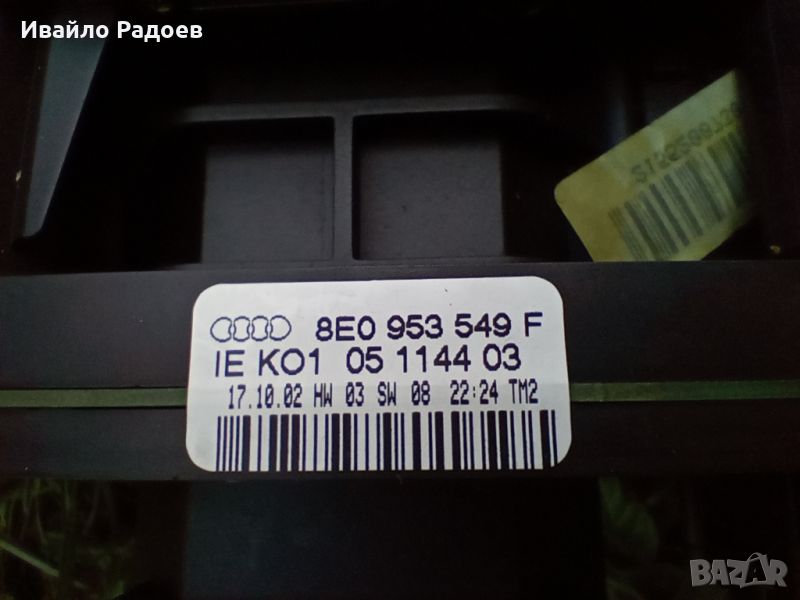 Ивайло Радоев
8E0 953 549 F
IE KO1 05 1144 03
17.10.02 HW 03 SW 08 22:24 TM2
BAZAR